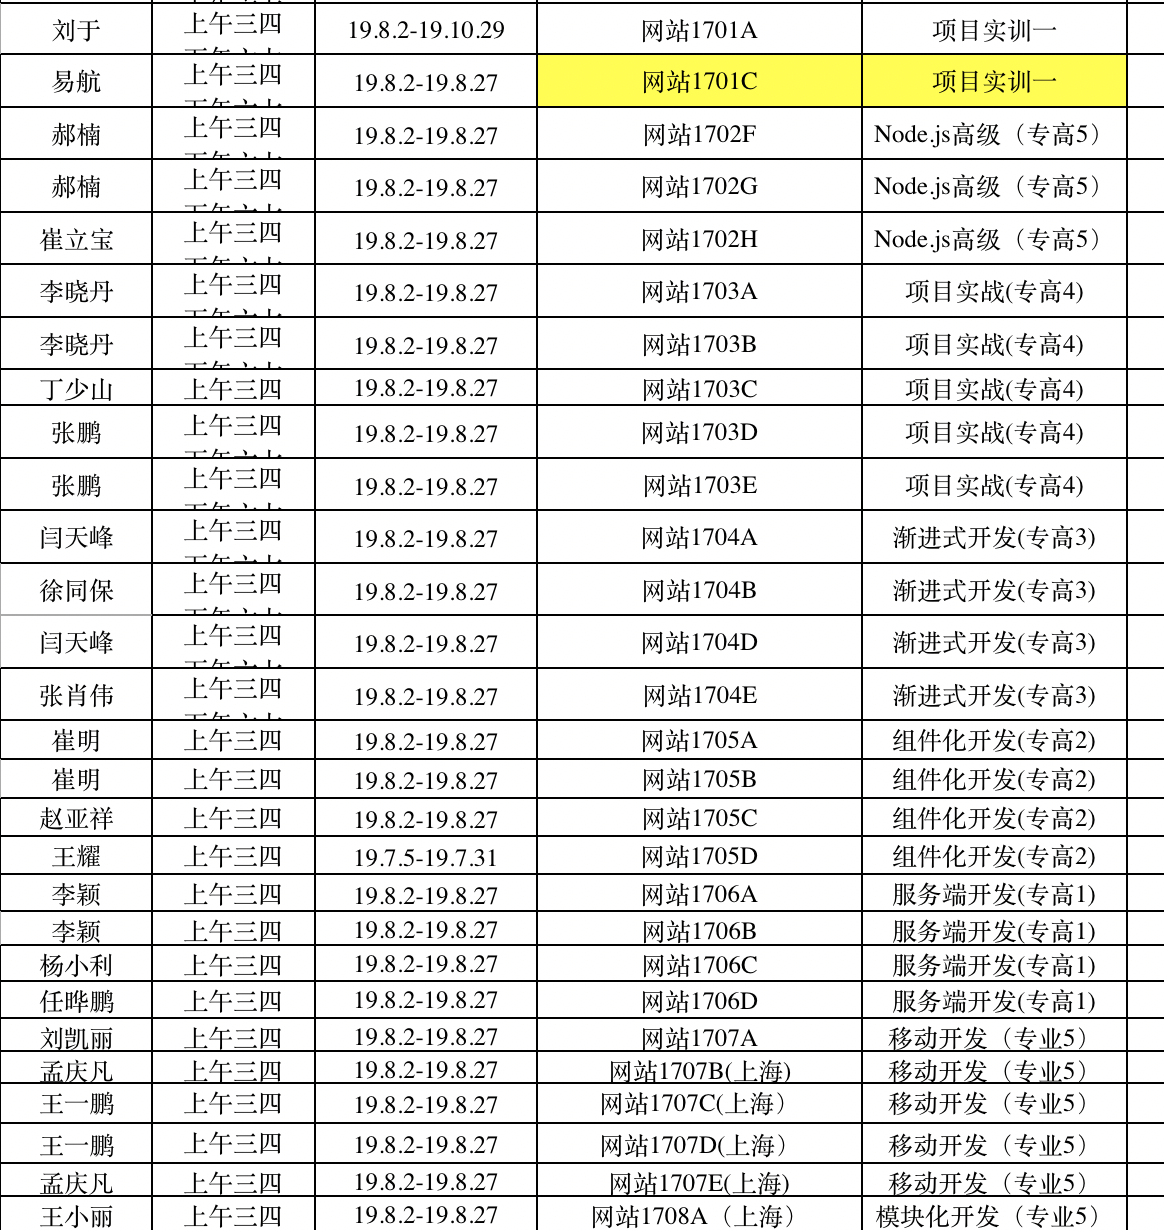 刘于 上午三四 19.8.2-19.10.29 网站1701A 项目实训一
易航 上午三四 19.8.2-19.8.27 网站1701C 项目实训一
郝楠 上午三四 19.8.2-19.8.27 网站1702F Node.js高级（专高5）
郝楠 上午三四 19.8.2-19.8.27 网站1702G Node.js高级（专高5）
崔立宝 上午三四 19.8.2-19.8.27 网站1702H Node.js高级（专高5）
李晓丹 上午三四 19.8.2-19.8.27 网站1703A 项目实战(专高4)
李晓丹 上午三四 19.8.2-19.8.27 网站1703B 项目实战(专高4)
丁少山 上午三四 19.8.2-19.8.27 网站1703C 项目实战(专高4)
张鹏 上午三四 19.8.2-19.8.27 网站1703D 项目实战(专高4)
张鹏 上午三四 19.8.2-19.8.27 网站1703E 项目实战(专高4)
闫天峰 上午三四 19.8.2-19.8.27 网站1704A 渐进式开发(专高3)
徐同保 上午三四 19.8.2-19.8.27 网站1704B 渐进式开发(专高3)
闫天峰 上午三四 19.8.2-19.8.27 网站1704D 渐进式开发(专高3)
张肖伟 上午三四 19.8.2-19.8.27 网站1704E 渐进式开发(专高3)
崔明 上午三四 19.8.2-19.8.27 网站1705A 组件化开发(专高2)
崔明 上午三四 19.8.2-19.8.27 网站1705B 组件化开发(专高2)
赵亚祥 上午三四 19.8.2-19.8.27 网站1705C 组件化开发(专高2)
王耀 上午三四 19.7.5-19.7.31 网站1705D 组件化开发(专高2)
李颖 上午三四 19.8.2-19.8.27 网站1706A 服务端开发(专高1)
李颖 上午三四 19.8.2-19.8.27 网站1706B 服务端开发(专高1)
杨小利 上午三四 19.8.2-19.8.27 网站1706C 服务端开发(专高1)
任晔鹏 上午三四 19.8.2-19.8.27 网站1706D 服务端开发(专高1)
刘凯丽 上午三四 19.8.2-19.8.27 网站1707A 移动开发（专业5）
孟庆凡 上午三四 19.8.2-19.8.27 网站1707B(上海) 移动开发（专业5）
王一鹏 上午三四 19.8.2-19.8.27 网站1707C(上海） 移动开发（专业5）
王一鹏 上午三四 19.8.2-19.8.27 网站1707D(上海） 移动开发（专业5）
孟庆凡 上午三四 19.8.2-19.8.27 网站1707E(上海) 移动开发（专业5）
王小丽 上午三四 19.8.2-19.8.27 网站1708A（上海） 模块化开发（专业5）